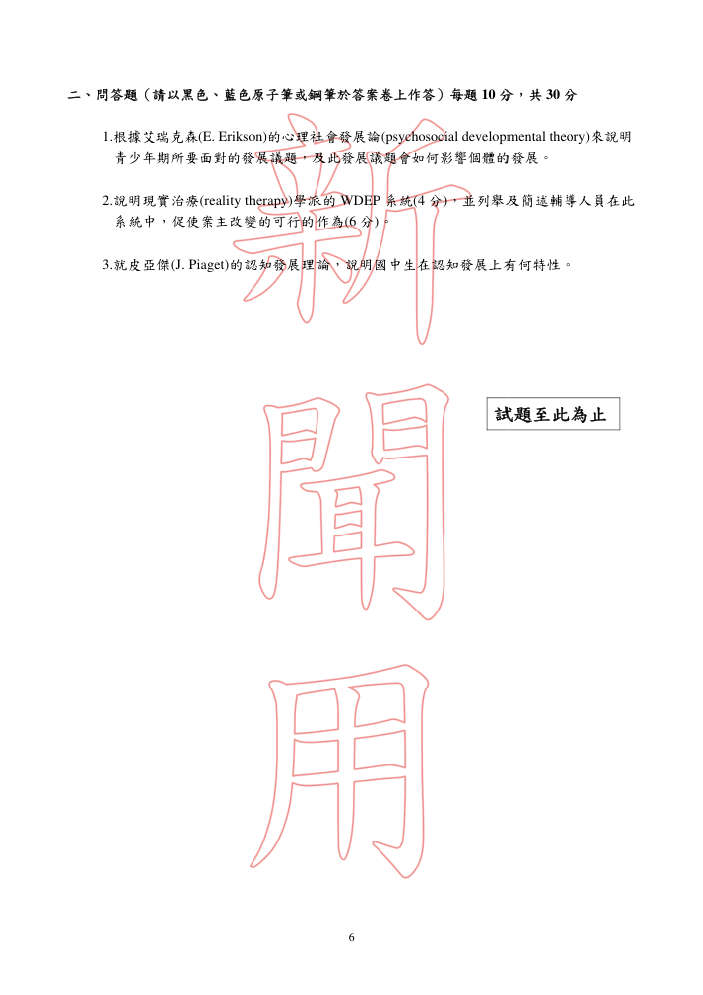 二、問答題（請以黑色、藍色原子筆或鋼筆於答案卷上作答）每題 10 分，共 30 分
1.根據艾瑞克森(E. Erikson)的心理社會發展論(psychosocial developmental theory)來說明
青少年期所要面對的發展議題，及此發展議題會如何影響個體的發展。
2.說明現實治療(reality therapy)學派的 WDEP 系統(4 分)，並列舉及簡述輔導人員在此
系統中，促使案主改變的可行的作為(6 分)。
3.就皮亞傑(J. Piaget)的認知發展理論、說明國中生在認知發展上有何特性。
試題至此為止
新
聞
用
6